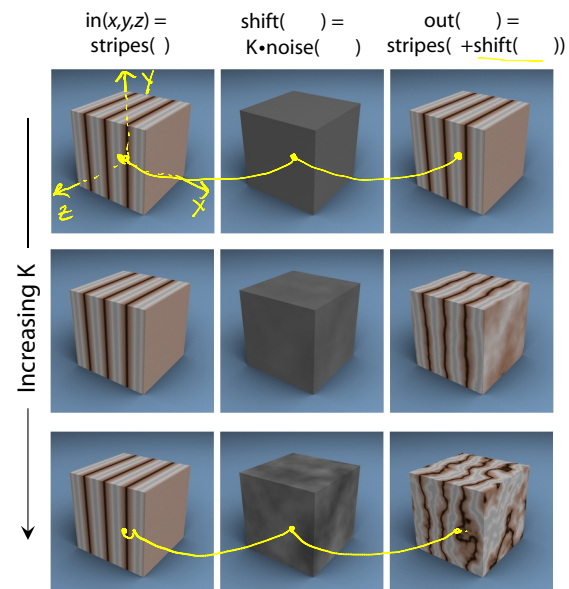 in(x,y,z) =
stripes( )
shift( ) =
K•noise( )
out( ) =
stripes( +shift( ))
Y
X
Z
Increasing K